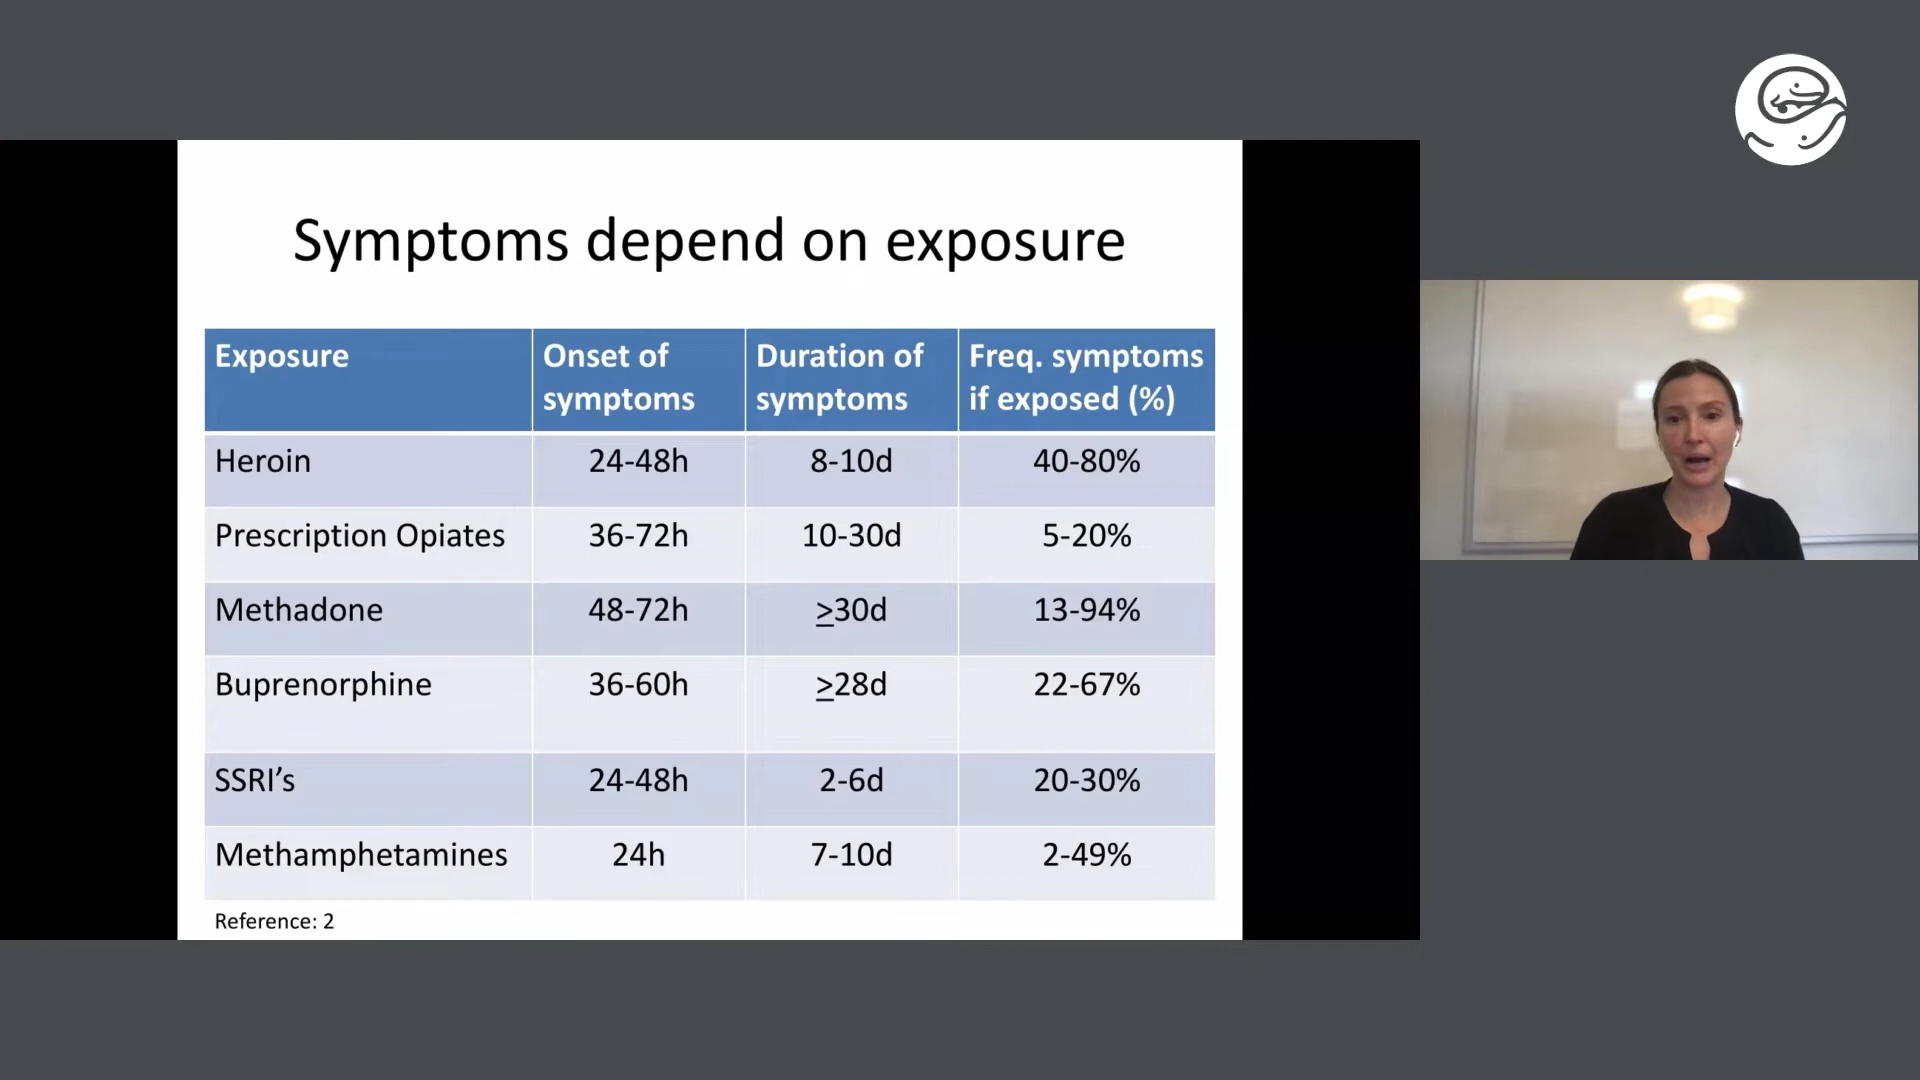 Symptoms depend on exposure
Exposure
Onset of
symptoms
Duration of
symptoms
Freq. symptoms
if exposed (%)
Heroin 24-48h 8-10d 40-80%
Prescription Opiates 36-72h 10-30d 5-20%
Methadone 48-72h ≥30d 13-94%
Buprenorphine 36-60h ≥28d 22-67%
SSRI’s 24-48h 2-6d 20-30%
Methamphetamines 24h 7-10d 2-49%
Reference: 2